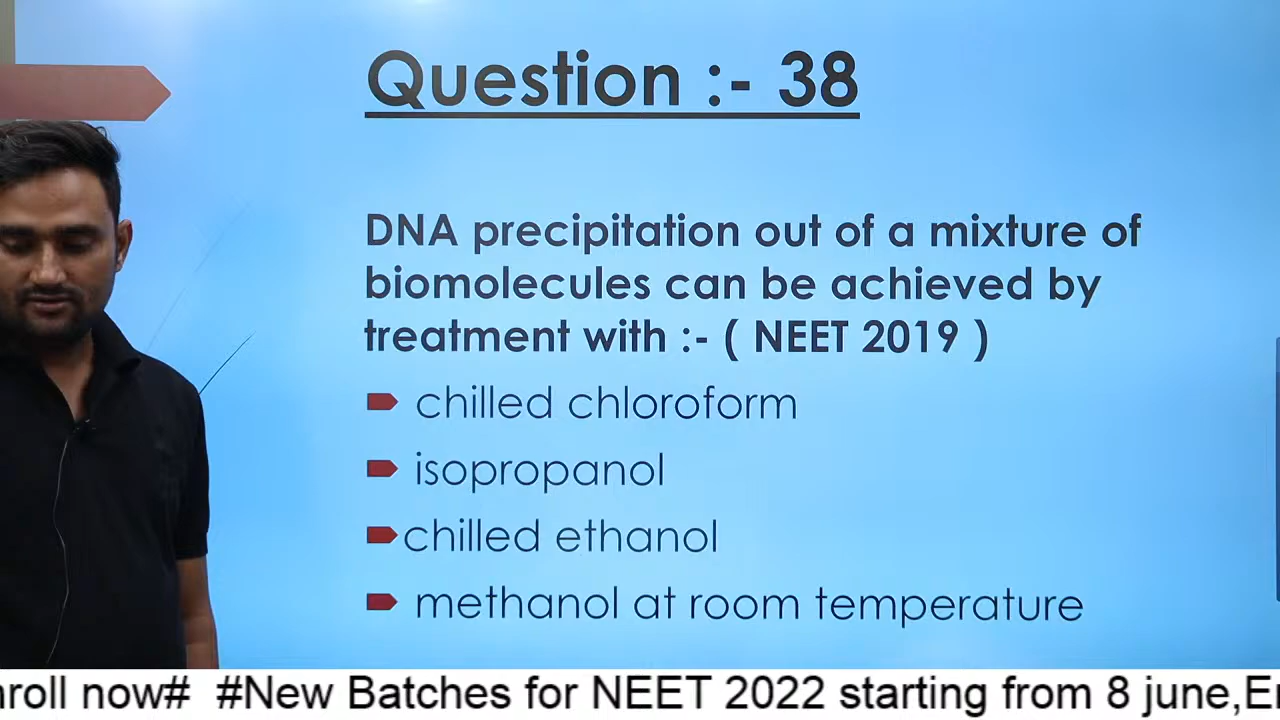 Question :- 38
DNA precipitation out of a mixture of
biomolecules can be achieved by
treatment with :- ( NEET 2019 )
chilled chloroform
isopropanol
chilled ethanol
methanol at room temperature
nroll now# #New Batches for NEET 2022 starting from 8 june,En